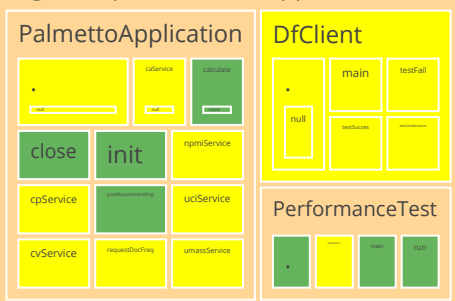 PalmettoApplication
.
null
caService
null
calculate
close
init
npmiService
cpService
uciService
cvService
requestDocFreq
umassService
DfClient
.
null
main
testFail
testSucces
PerformanceTest
.
main
run